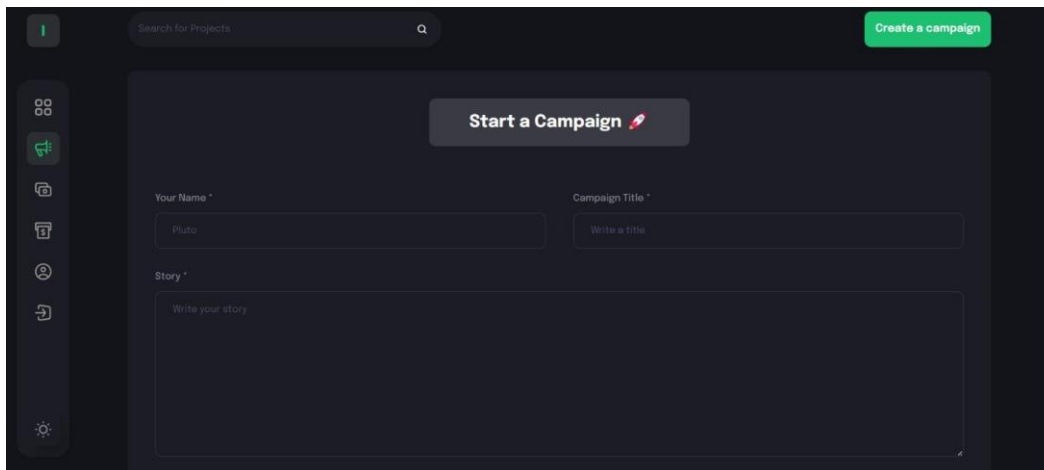 Search for Projects
Create a campaign
Start a Campaign 🚀
Your Name *
Campaign Title *
Pluto
Write a title
Story *
Write your story